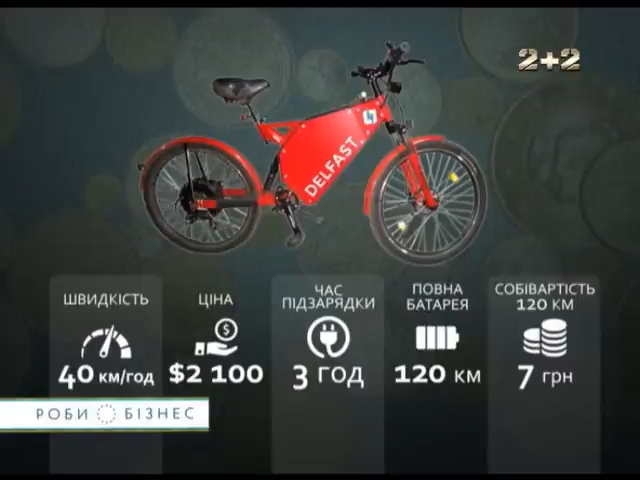 2+2
DELFAST
ШВИДКІСТЬ
40 км/год
ЦІНА
$
$2 100
ЧАС
ПІДЗАРЯДКИ
3 ГОД
ПОВНА
БАТАРЕЯ
120 км
СОБІВАРТІСТЬ
120 КМ
7 грн
РОБИ БІЗНЕС